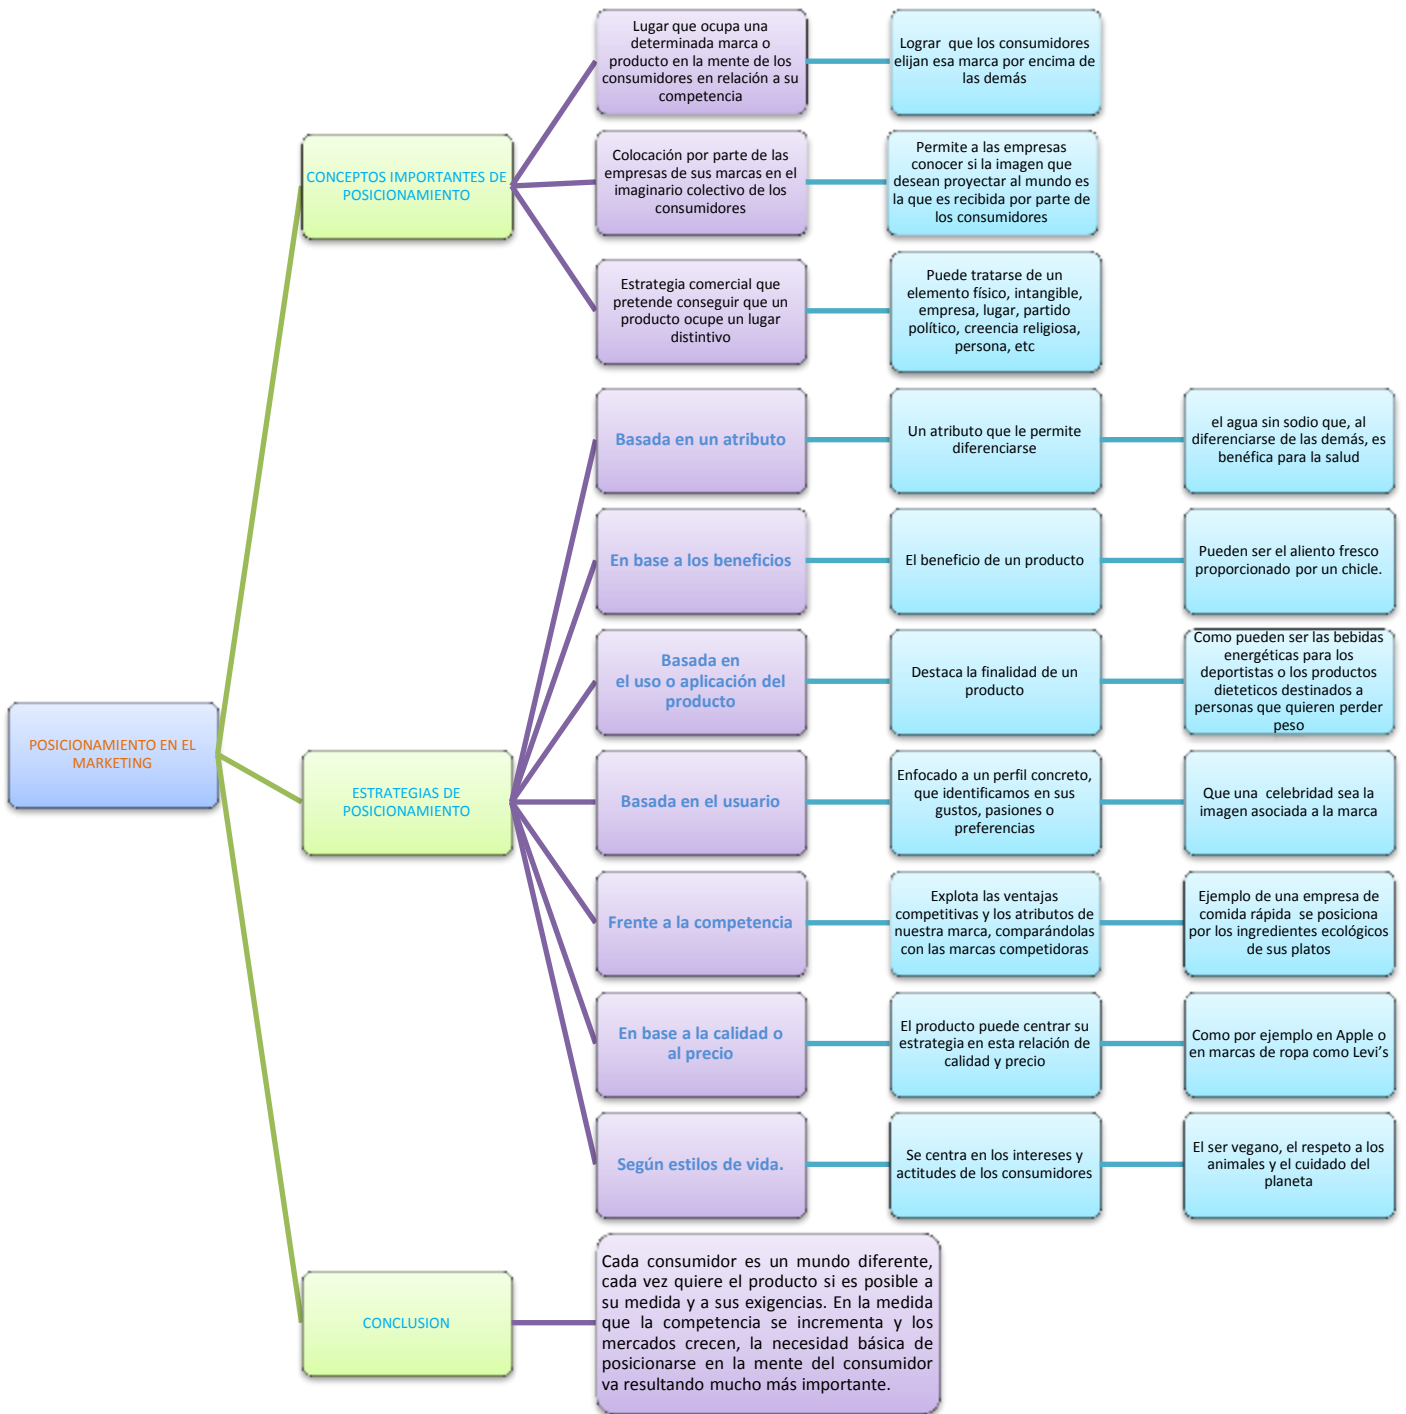 POSICIONAMIENTO EN EL
MARKETING
CONCEPTOS IMPORTANTES DE
POSICIONAMIENTO
Lugar que ocupa una
determinada marca o
producto en la mente de los
consumidores en relación a su
competencia
Lograr que los consumidores
elijan esa marca por encima de
las demás
Colocación por parte de las
empresas de sus marcas en el
imaginario colectivo de los
consumidores
Permite a las empresas
conocer si la imagen que
desean proyectar al mundo es
la que es recibida por parte de
los consumidores
Estrategia comercial que
pretende conseguir que un
producto ocupe un lugar
distintivo
Puede tratarse de un
elemento físico, intangible,
empresa, lugar, partido
político, creencia religiosa,
persona, etc
ESTRATEGIAS DE
POSICIONAMIENTO
Basada en un atributo
Un atributo que le permite
diferenciarse
el agua sin sodio que, al
diferenciarse de las demás, es
benéfica para la salud
En base a los beneficios
El beneficio de un producto
Pueden ser el aliento fresco
proporcionado por un chicle.
Basada en
el uso o aplicación del
producto
Destaca la finalidad de un
producto
Como pueden ser las bebidas
energéticas para los
deportistas o los productos
dieteticos destinados a
personas que quieren perder
peso
Basada en el usuario
Enfocado a un perfil concreto,
que identificamos en sus
gustos, pasiones o
preferencias
Que una celebridad sea la
imagen asociada a la marca
Frente a la competencia
Explota las ventajas
competitivas y los atributos de
nuestra marca, comparándolas
con las marcas competidoras
Ejemplo de una empresa de
comida rápida se posiciona
por los ingredientes ecológicos
de sus platos
En base a la calidad o
al precio
El producto puede centrar su
estrategia en esta relación de
calidad y precio
Como por ejemplo en Apple o
en marcas de ropa como Levi’s
Según estilos de vida.
Se centra en los intereses y
actitudes de los consumidores
El ser vegano, el respeto a los
animales y el cuidado del
planeta
CONCLUSION
Cada consumidor es un mundo diferente,
cada vez quiere el producto si es posible a
su medida y a sus exigencias. En la medida
que la competencia se incrementa y los
mercados crecen, la necesidad básica de
posicionarse en la mente del consumidor
va resultando mucho más importante.